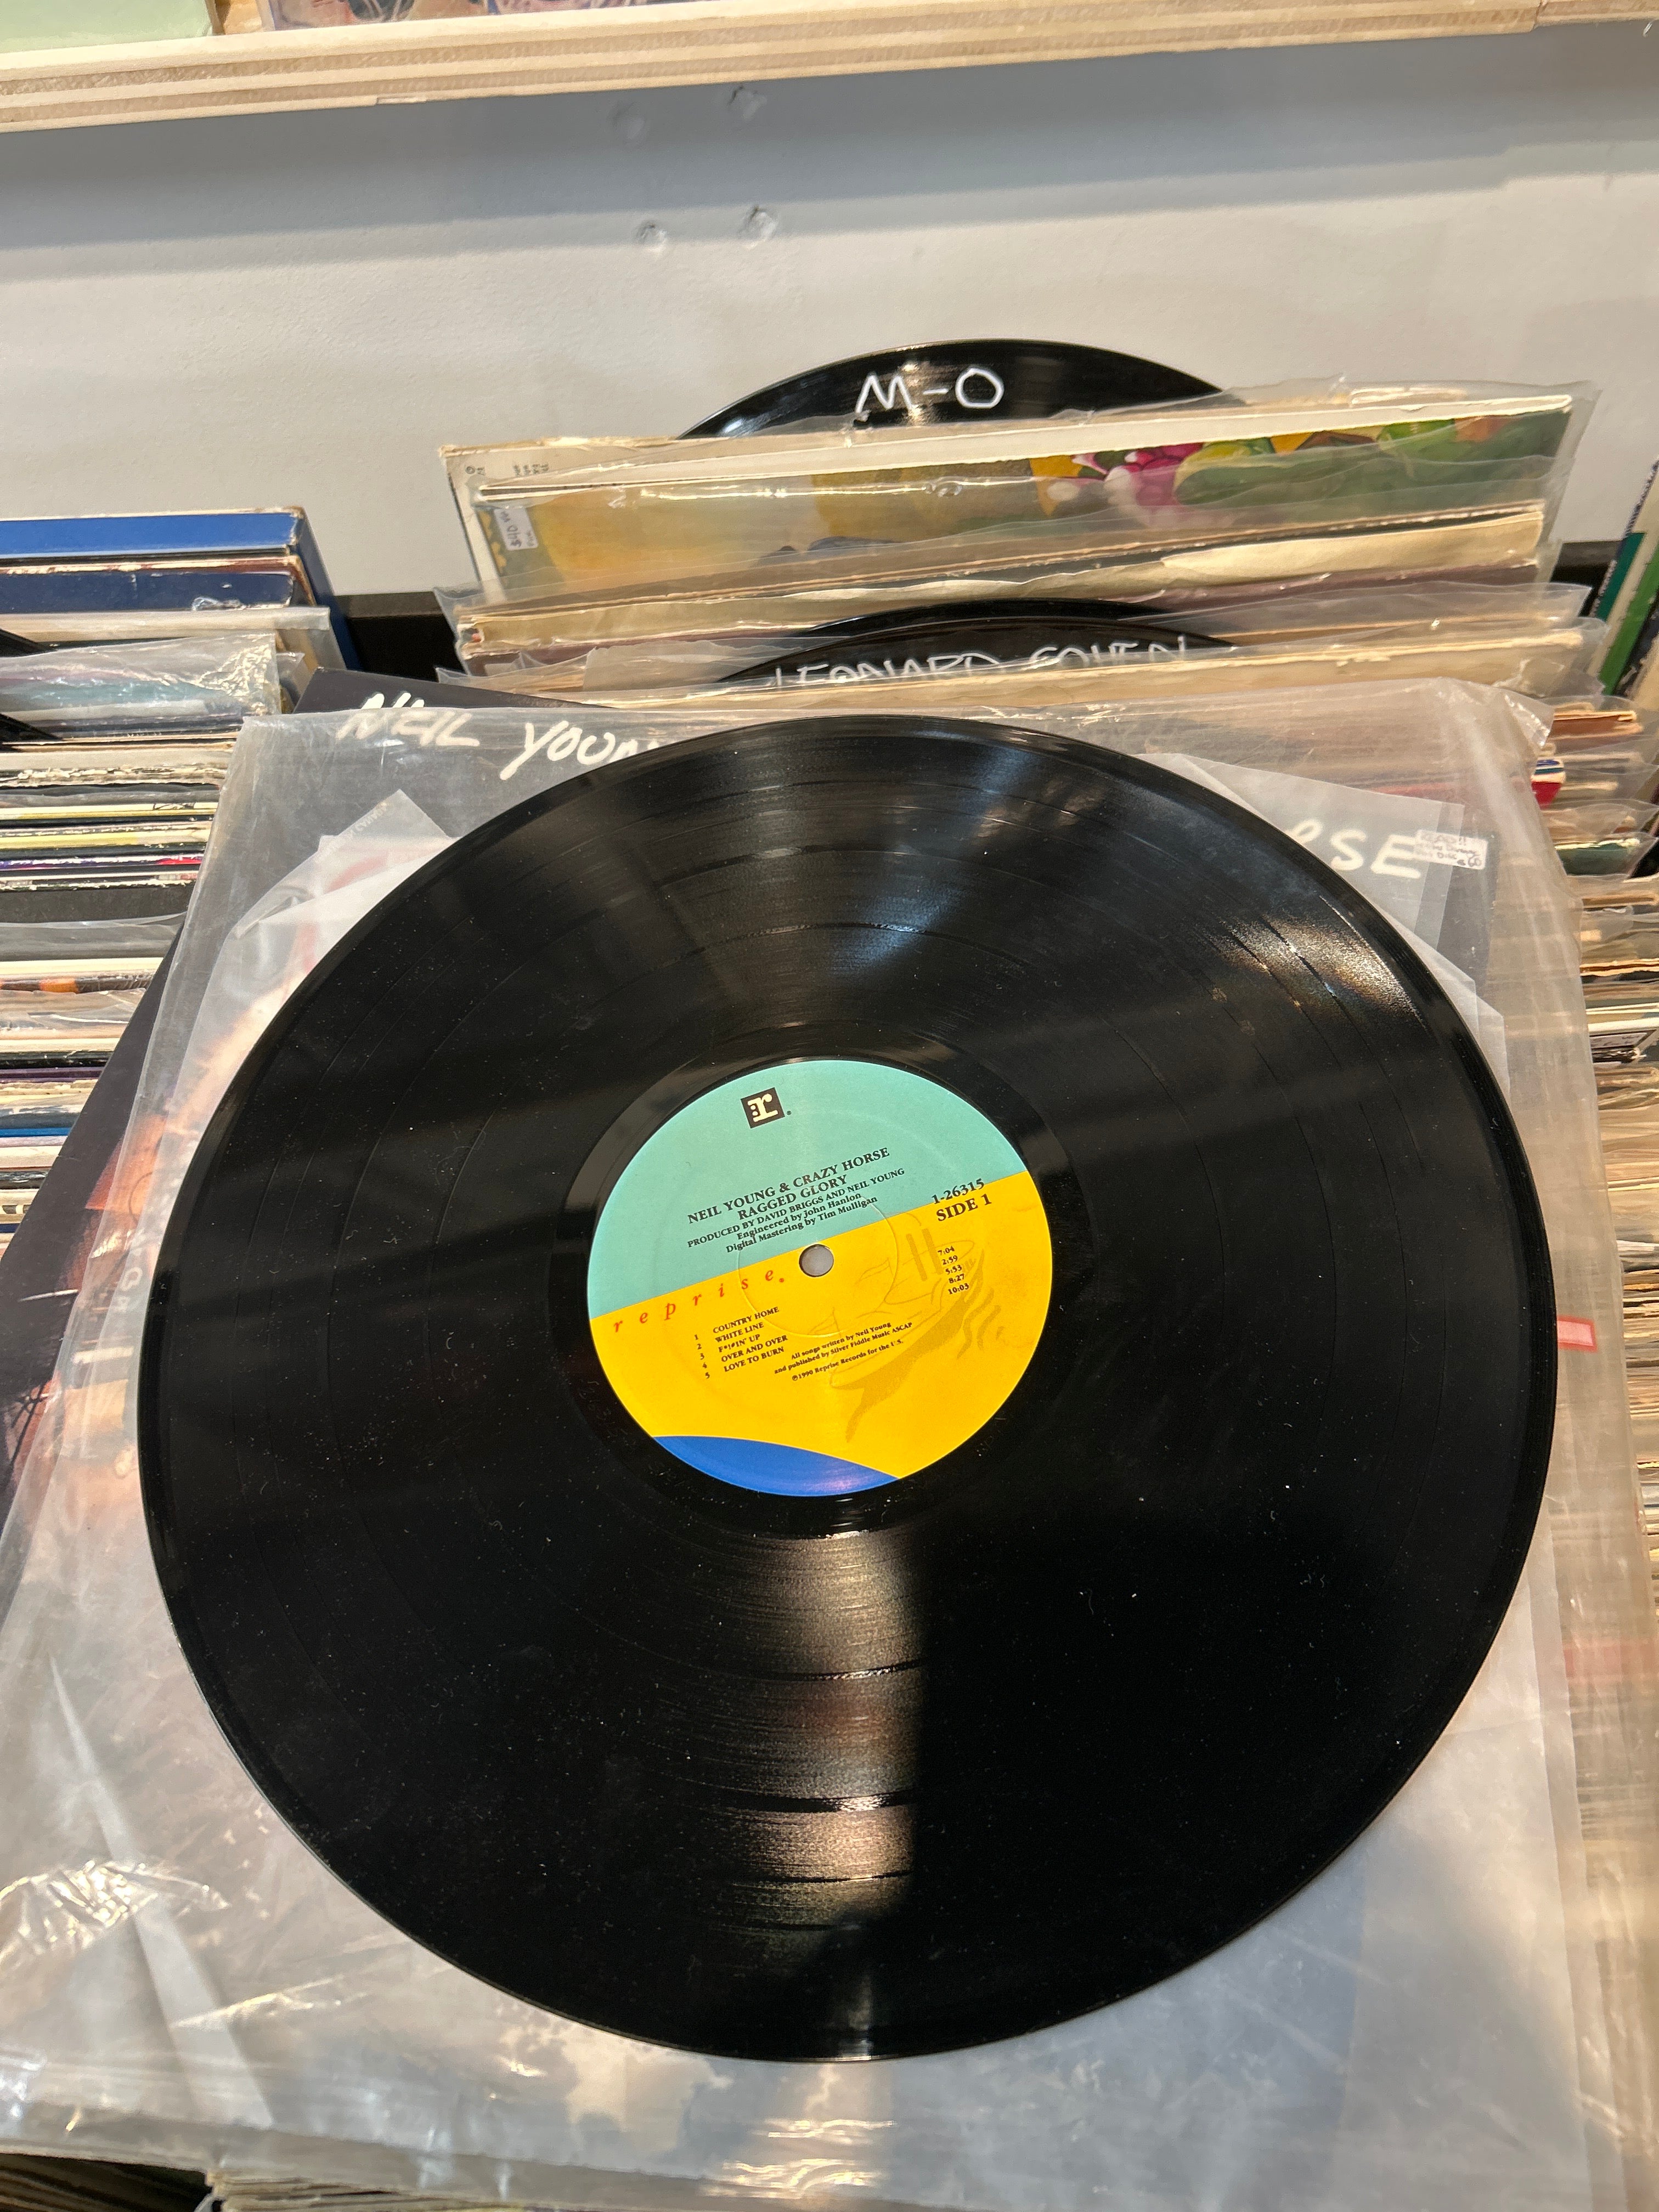 M-O
$40.00
LEONARD COHEN
NEIL YOUN
RSE
r
NEIL YOUNG & CRAZY HORSE
RAGGED GLORY
PRODUCED BY DAVID BRIGGS AND NEIL YOUNG
Engineered by John Hanlon
Digital Mastering by Tim Mulligan
1-26315
SIDE 1
reprise
1 COUNTRY HOME 7:04
2 WHITE LINE 2:59
3 F*!#IN' UP 5:53
4 OVER AND OVER 8:27
5 LOVE TO BURN 10:03
All songs written by Neil Young
and published by Silver Fiddle Music ASCAP
℗1990 Reprise Records for the U.S.